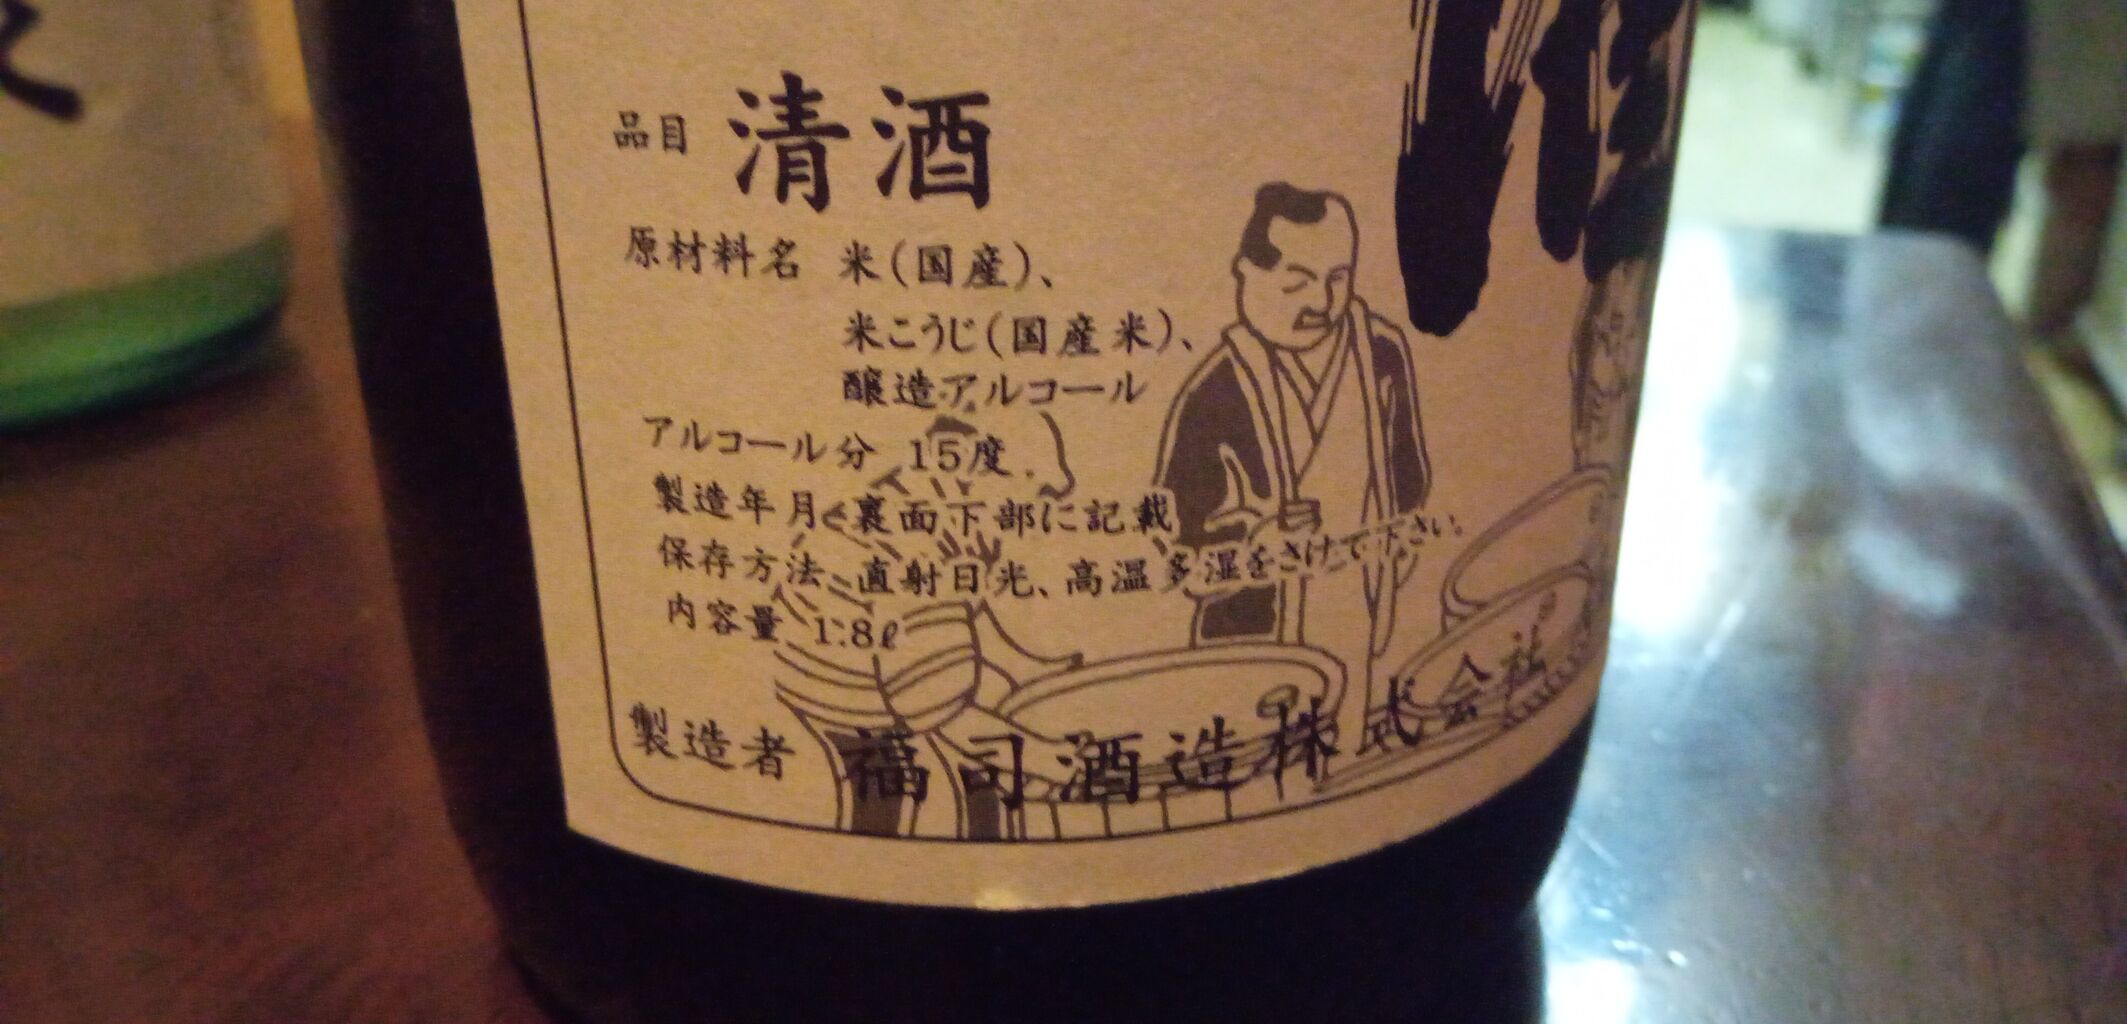 品目 清酒
原材料名 米(国産)、
米こうじ(国産米)、
醸造アルコール
アルコール分 15度
製造年月 裏面下部に記載
保存方法 直射日光、高温多湿をさけて下さい。
内容量 1.8ℓ
製造者 福司酒造株式会社